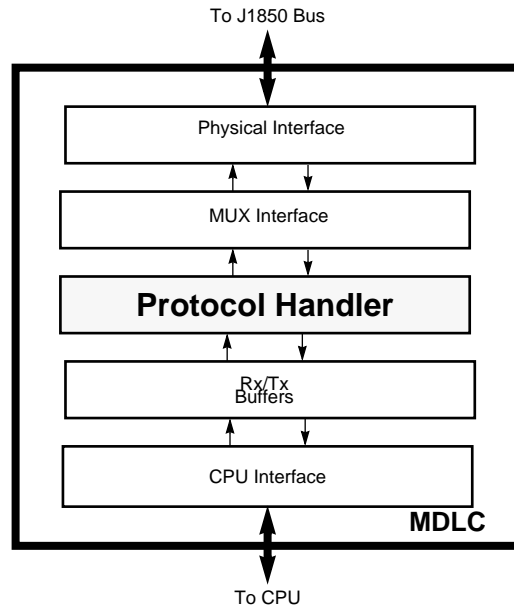 To J1850 Bus
Physical Interface
MUX Interface
Protocol Handler
Rx/Tx
Buffers
CPU Interface
MDLC
To CPU